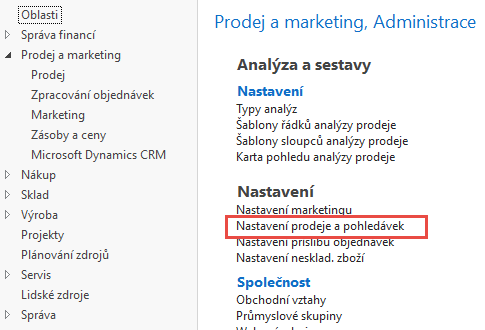 Oblasti
Správa financí
Prodej a marketing
Prodej
Zpracování objednávek
Marketing
Zásoby a ceny
Microsoft Dynamics CRM
Nákup
Sklad
Výroba
Projekty
Plánování zdrojů
Servis
Lidské zdroje
Správa
Prodej a marketing, Administrace
Analýza a sestavy
Nastavení
Typy analýz
Šablony řádků analýzy prodeje
Šablony sloupců analýzy prodeje
Karta pohledu analýzy prodeje
Nastavení
Nastavení marketingu
Nastavení prodeje a pohledávek
Nastavení příslibu objednávek
Nastavení nesklad. zboží
Společnost
Obchodní vztahy
Průmyslové skupiny